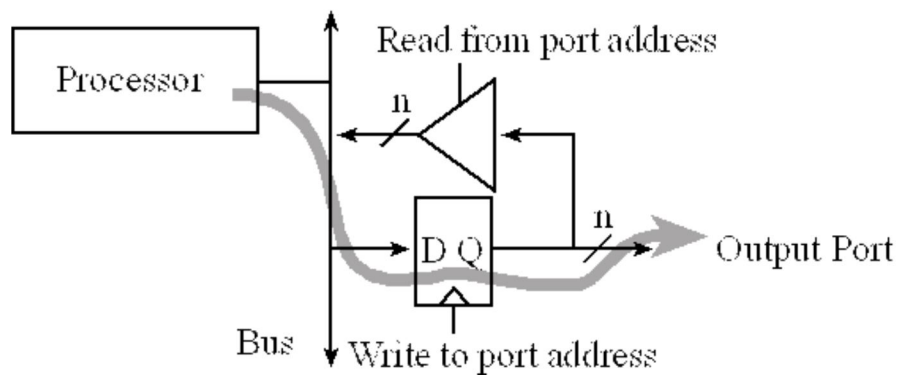 Read from port address
Processor
n
n
D Q
Output Port
Bus
Write to port address